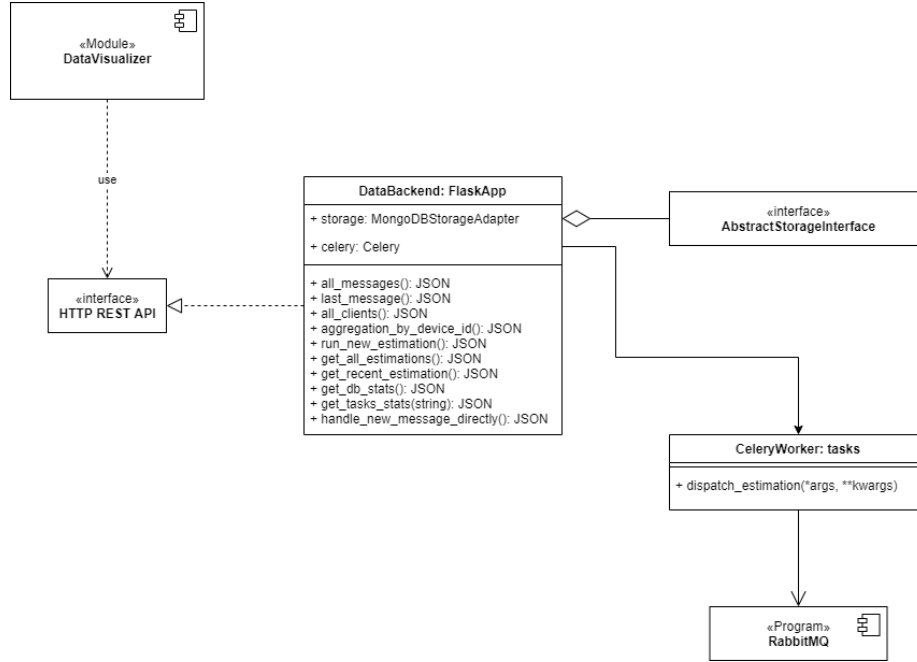 «Module»
DataVisualizer
use
«interface»
HTTP REST API
DataBackend: FlaskApp
+ storage: MongoDBStorageAdapter
+ celery: Celery
+ all_messages(): JSON
+ last_message(): JSON
+ all_clients(): JSON
+ aggregation_by_device_id(): JSON
+ run_new_estimation(): JSON
+ get_all_estimations(): JSON
+ get_recent_estimation(): JSON
+ get_db_stats(): JSON
+ get_tasks_stats(string): JSON
+ handle_new_message_directly(): JSON
«interface»
AbstractStorageInterface
CeleryWorker: tasks
+ dispatch_estimation(*args, **kwargs)
«Program»
RabbitMQ